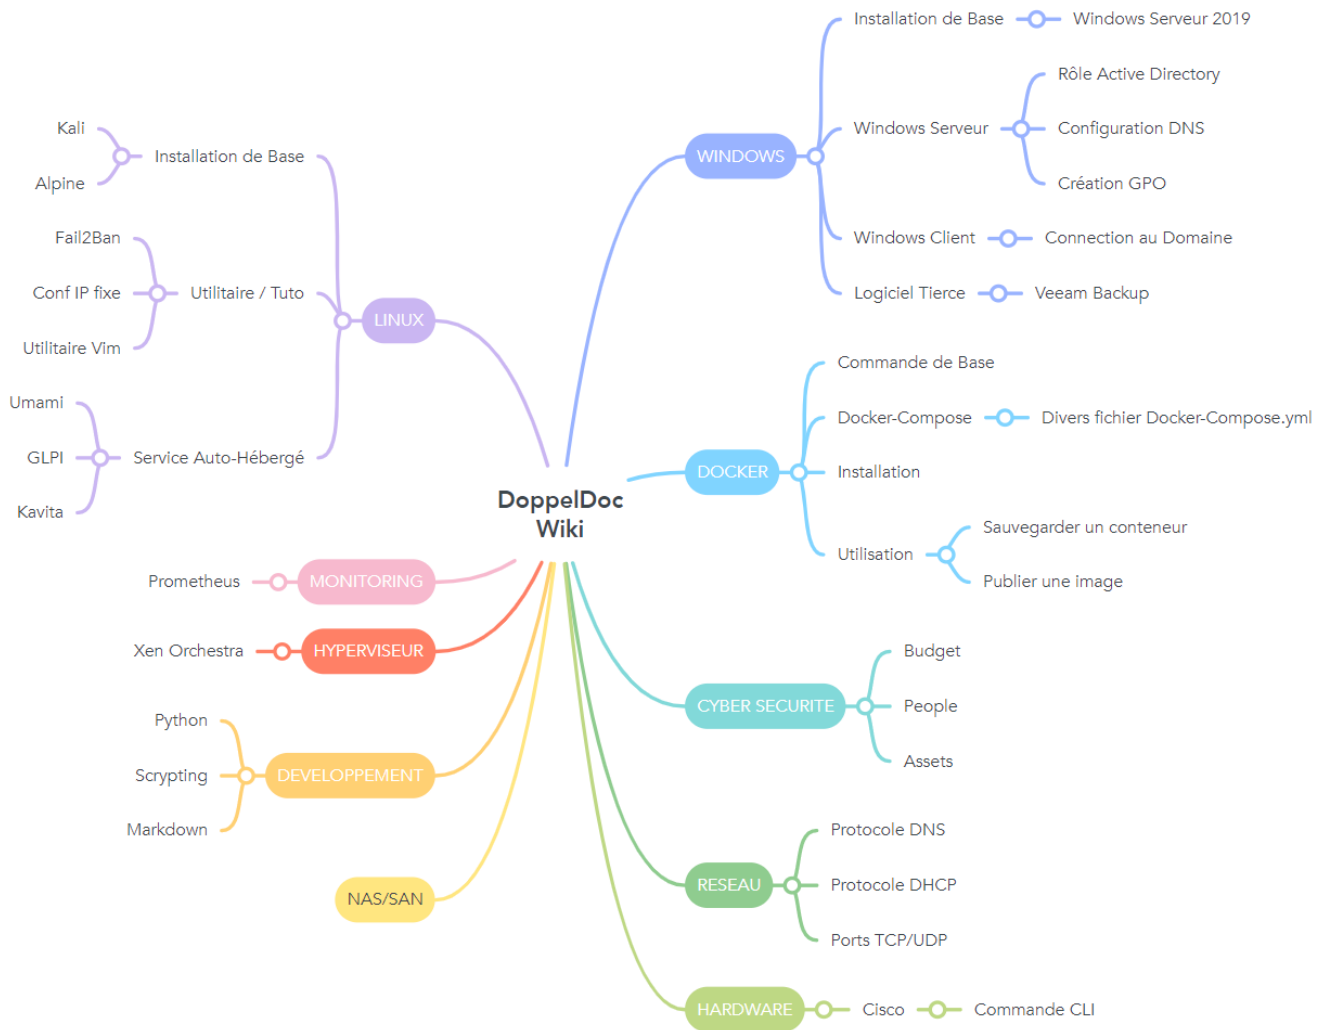 DoppelDoc
Wiki
WINDOWS
Installation de Base
Windows Serveur 2019
Windows Serveur
Rôle Active Directory
Configuration DNS
Création GPO
Windows Client
Connection au Domaine
Logiciel Tierce
Veeam Backup
DOCKER
Commande de Base
Docker-Compose
Divers fichier Docker-Compose.yml
Installation
Utilisation
Sauvegarder un conteneur
Publier une image
CYBER SECURITE
Budget
People
Assets
RESEAU
Protocole DNS
Protocole DHCP
Ports TCP/UDP
HARDWARE
Cisco
Commande CLI
LINUX
Installation de Base
Kali
Alpine
Utilitaire / Tuto
Fail2Ban
Conf IP fixe
Utilitaire Vim
Service Auto-Hébergé
Umami
GLPI
Kavita
MONITORING
Prometheus
HYPERVISEUR
Xen Orchestra
DEVELOPPEMENT
Python
Scrypting
Markdown
NAS/SAN